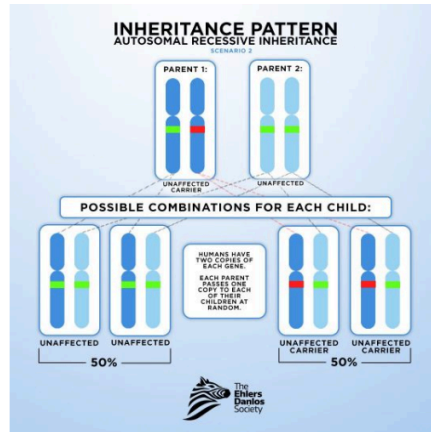 INHERITANCE PATTERN
AUTOSOMAL RECESSIVE INHERITANCE
SCENARIO 2
PARENT 1:
PARENT 2:
UNAFFECTED
CARRIER
UNAFFECTED
POSSIBLE COMBINATIONS FOR EACH CHILD:
HUMANS HAVE
TWO COPIES OF
EACH GENE.
EACH PARENT
PASSES ONE
COPY TO EACH
OF THEIR
CHILDREN AT
RANDOM.
UNAFFECTED
UNAFFECTED
50%
UNAFFECTED
CARRIER
UNAFFECTED
CARRIER
50%
The
Ehlers
Danlos
Society